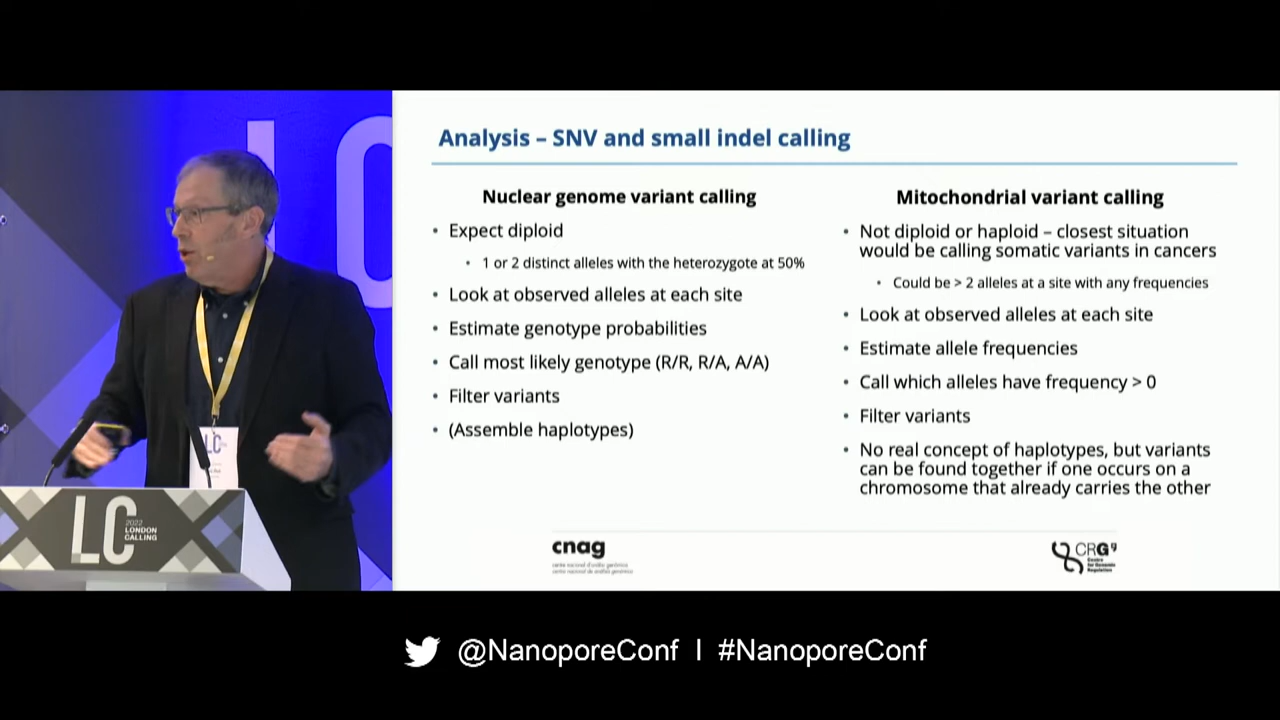 LC
LC
2022
LONDON
CALLING
LC
Analysis – SNV and small indel calling
Nuclear genome variant calling
• Expect diploid
• 1 or 2 distinct alleles with the heterozygote at 50%
• Look at observed alleles at each site
• Estimate genotype probabilities
• Call most likely genotype (R/R, R/A, A/A)
• Filter variants
• (Assemble haplotypes)
Mitochondrial variant calling
• Not diploid or haploid – closest situation
would be calling somatic variants in cancers
• Could be > 2 alleles at a site with any frequencies
• Look at observed alleles at each site
• Estimate allele frequencies
• Call which alleles have frequency > 0
• Filter variants
• No real concept of haplotypes, but variants
can be found together if one occurs on a
chromosome that already carries the other
cnag
centre nacional d'anàlisi genòmica
centro nacional de análisis genómico
CRG
Centre
for Genomic
Regulation
@NanoporeConf | #NanoporeConf